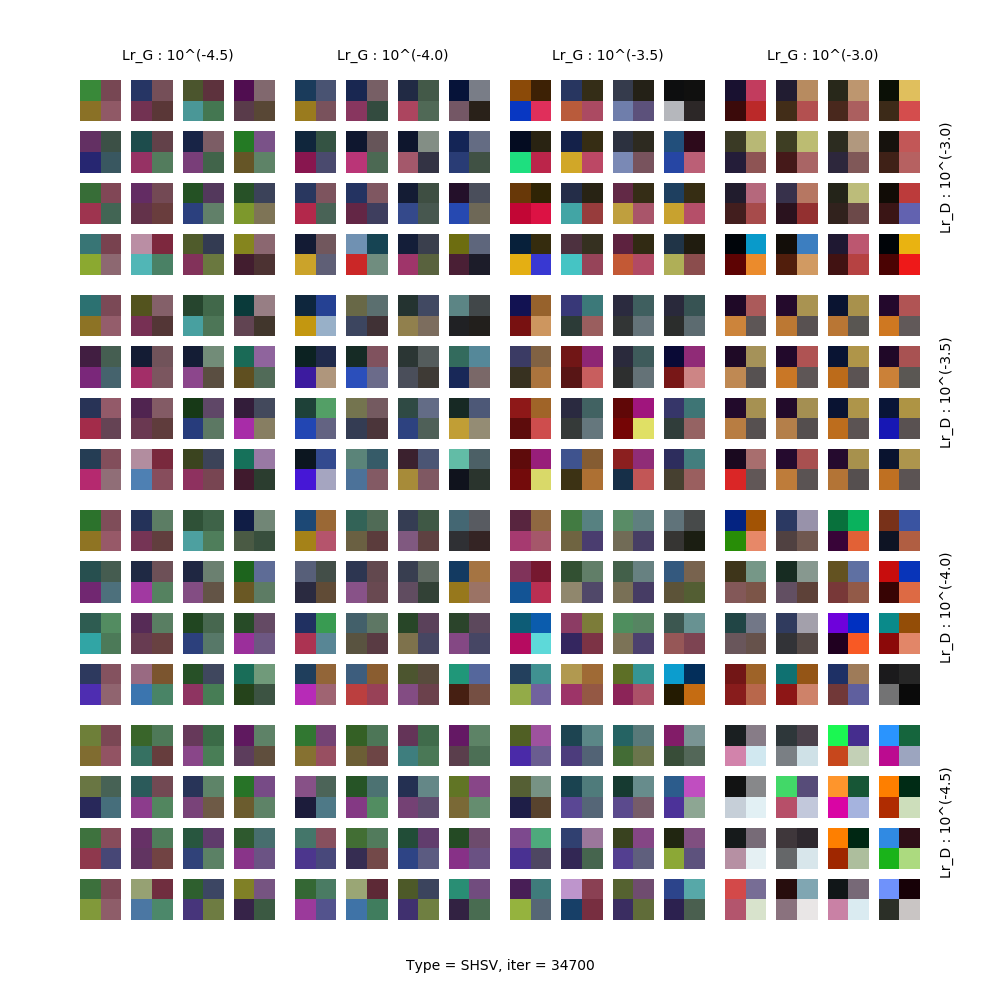 Lr_G : 10^(-4.5)
Lr_G : 10^(-4.0)
Lr_G : 10^(-3.5)
Lr_G : 10^(-3.0)
Lr_D : 10^(-3.0)
Lr_D : 10^(-3.5)
Lr_D : 10^(-4.0)
Lr_D : 10^(-4.5)
Type = SHSV, iter = 34700